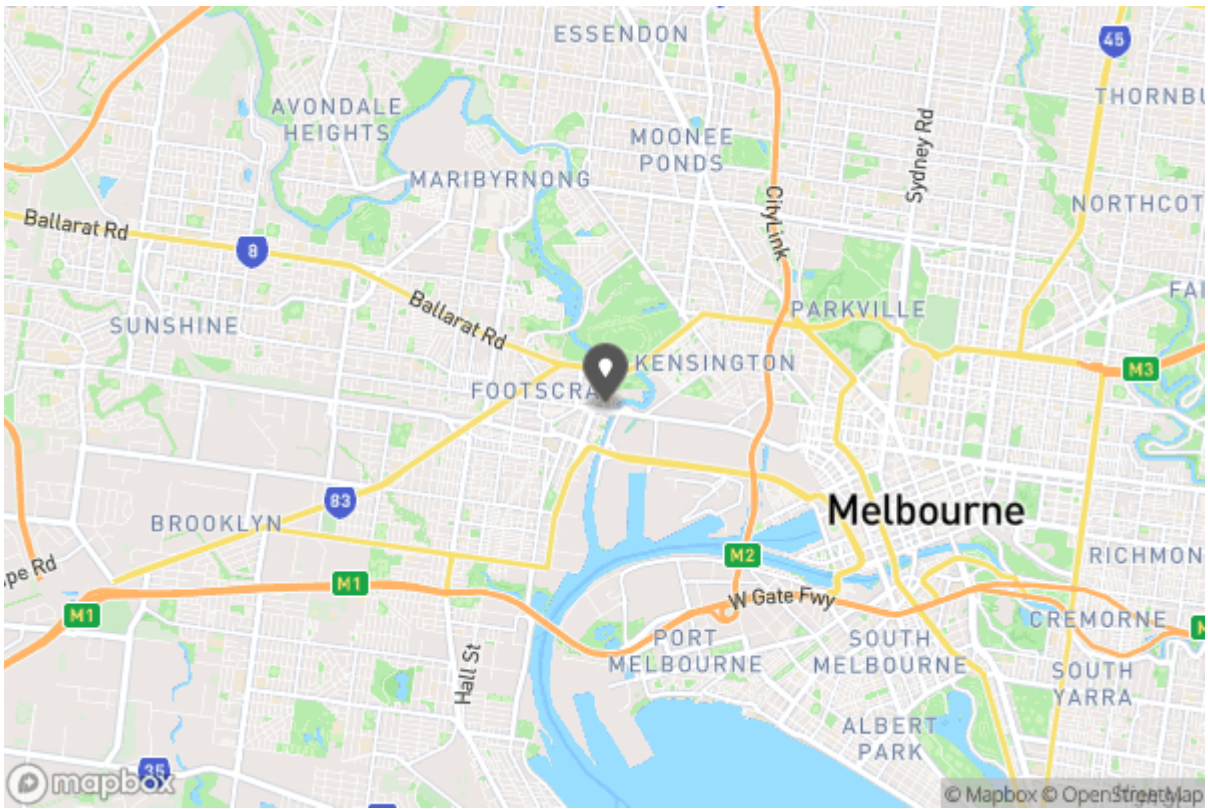 ESSENDON
45
AVONDALE
HEIGHTS
THORNBU
MOONEE
PONDS
Sydney Rd
MARIBYRNONG
CityLink
NORTHCOT
Ballarat Rd
8
FAI
Ballarat Rd
PARKVILLE
SUNSHINE
KENSINGTON
M3
FOOTSCRA
83
Melbourne
BROOKLYN
M2
RICHMON
pe Rd
M1
W Gate Fwy
M1
CREMORNE
M
PORT
MELBOURNE
SOUTH
MELBOURNE
Hall St
SOUTH
YARRA
ALBERT
PARK
35
mapbox
© Mapbox © OpenStreetMap